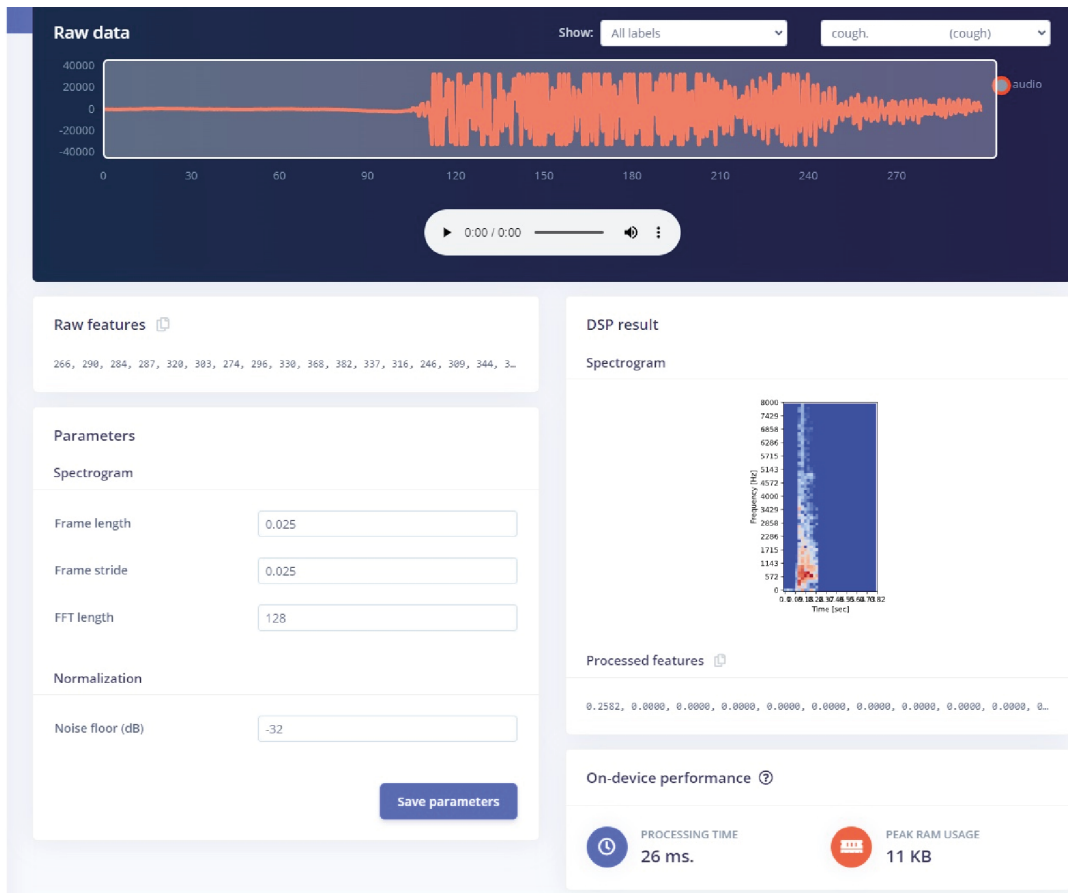 Raw data
Show: All labels cough. (cough)
40000
20000
0
-20000
-40000
audio
0 30 60 90 120 150 180 210 240 270
0:00 / 0:00
Raw features
266, 290, 284, 287, 320, 303, 274, 296, 330, 368, 382, 337, 316, 246, 309, 344, 3…
Parameters
Spectrogram
Frame length 0.025
Frame stride 0.025
FFT length 128
Normalization
Noise floor (dB) -32
Save parameters
DSP result
Spectrogram
8000
7429
6858
6286
5715
5143
4572
4000
3429
2858
2286
1715
1143
572
0
Frequency [Hz]
Time [sec]
Processed features
0.2582, 0.0000, 0.0000, 0.0000, 0.0000, 0.0000, 0.0000, 0.0000, 0.0000, 0.0000, 0…
On-device performance
PROCESSING TIME
26 ms.
PEAK RAM USAGE
11 KB